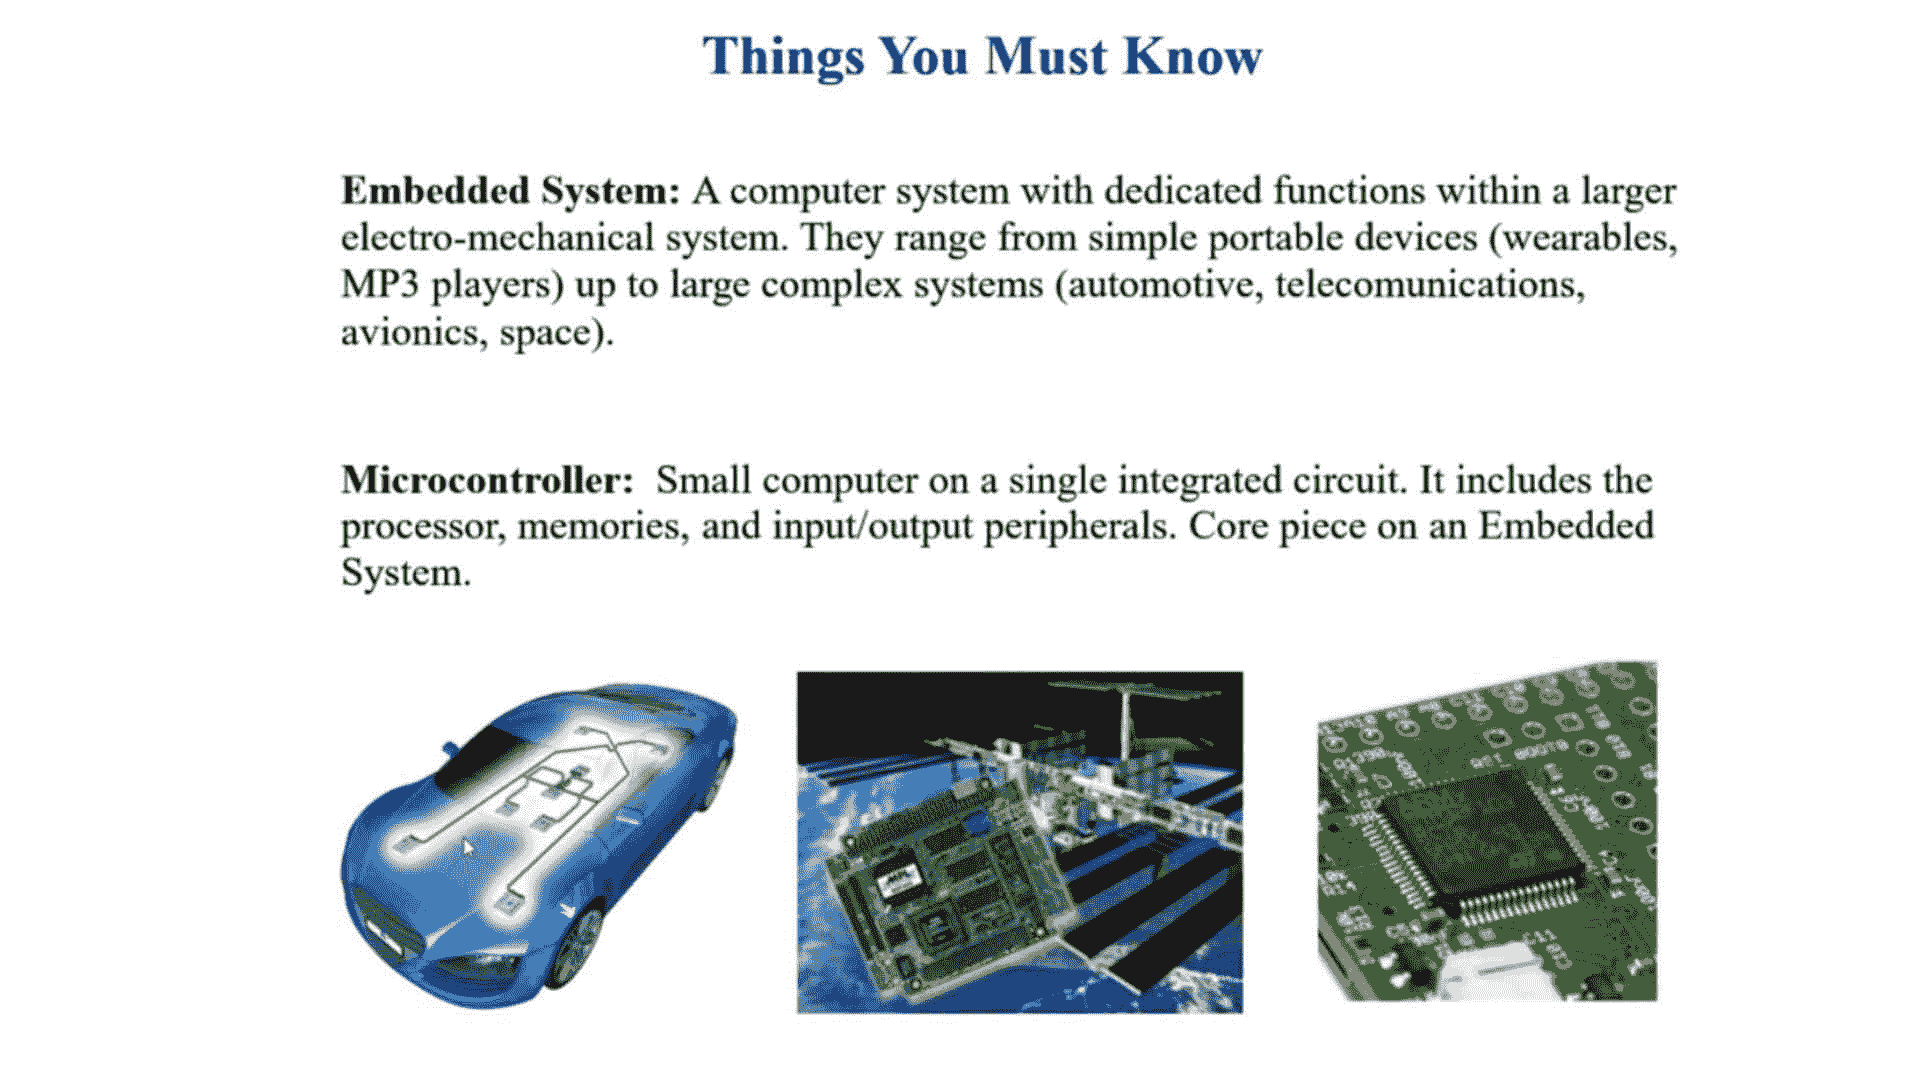 Things You Must Know
Embedded System: A computer system with dedicated functions within a larger
electro-mechanical system. They range from simple portable devices (wearables,
MP3 players) up to large complex systems (automotive, telecomunications,
avionics, space).
Microcontroller: Small computer on a single integrated circuit. It includes the
processor, memories, and input/output peripherals. Core piece on an Embedded
System.